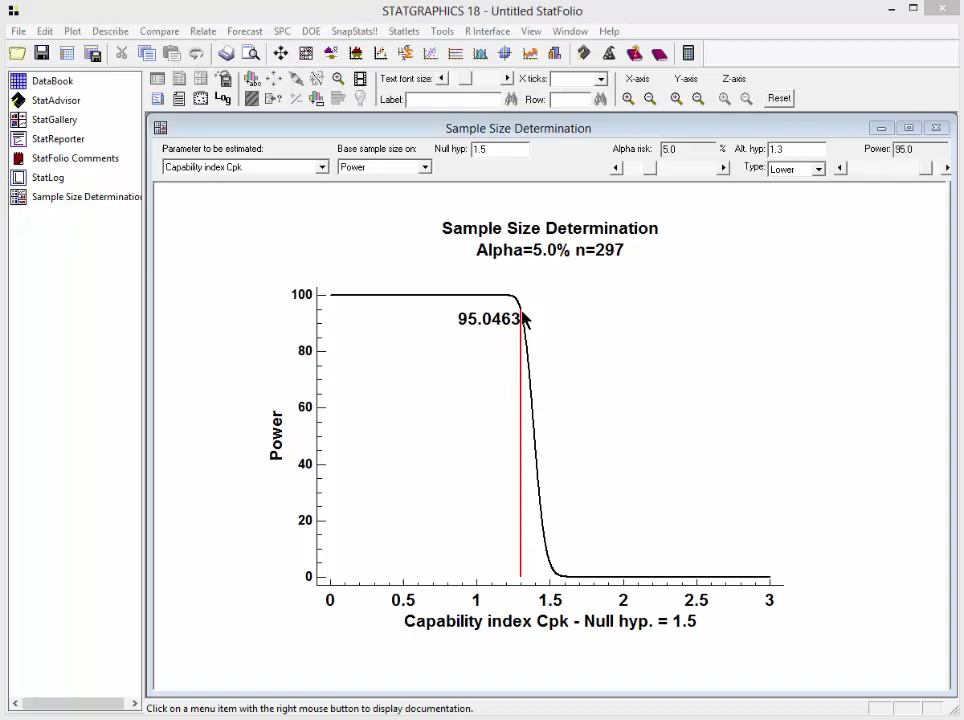 STATGRAPHICS 18 - Untitled StatFolio
File Edit Plot Describe Compare Relate Forecast SPC DOE SnapStats!! Statlets Tools R Interface View Window Help
Text font size: X ticks: X-axis Y-axis Z-axis
Log Label: Row: Reset
DataBook
StatAdvisor
StatGallery
StatReporter
StatFolio Comments
StatLog
Sample Size Determination
Sample Size Determination
Parameter to be estimated: Base sample size on: Null hyp: 1.5 Alpha risk: 5.0 % Alt. hyp: 1.3 Power: 95.0
Capability index Cpk Power Type: Lower
Sample Size Determination
Alpha=5.0% n=297
100
95.0463
80
60
40
20
0
Power
0 0.5 1 1.5 2 2.5 3
Capability index Cpk - Null hyp. = 1.5
Click on a menu item with the right mouse button to display documentation.